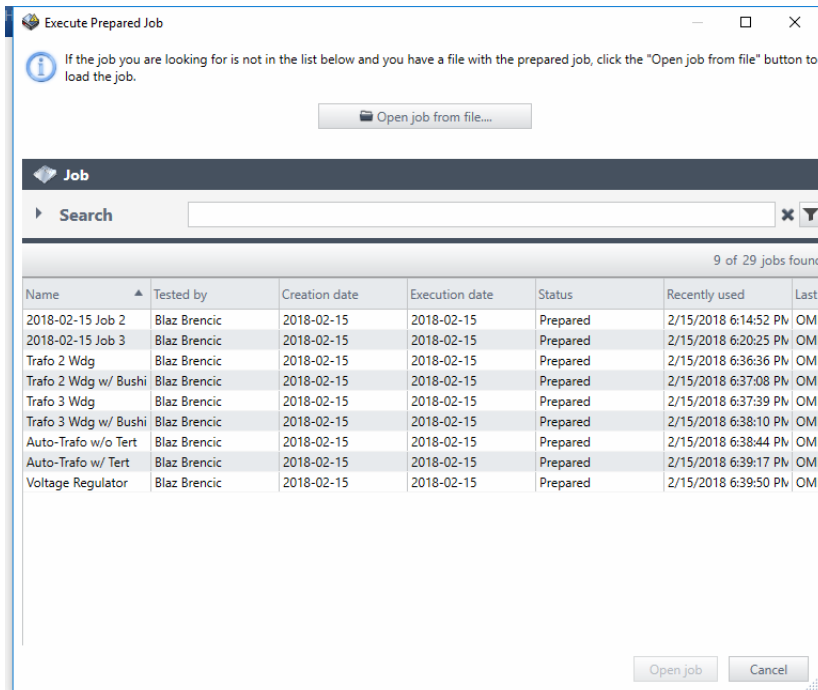 Execute Prepared Job
If the job you are looking for is not in the list below and you have a file with the prepared job, click the "Open job from file" button to
load the job.
Open job from file....
Job
Search
9 of 29 jobs found
Name Tested by Creation date Execution date Status Recently used Last
2018-02-15 Job 2 Blaz Brencic 2018-02-15 2018-02-15 Prepared 2/15/2018 6:14:52 PM OM
2018-02-15 Job 3 Blaz Brencic 2018-02-15 2018-02-15 Prepared 2/15/2018 6:20:25 PM OM
Trafo 2 Wdg Blaz Brencic 2018-02-15 2018-02-15 Prepared 2/15/2018 6:36:36 PM OM
Trafo 2 Wdg w/ Bushi Blaz Brencic 2018-02-15 2018-02-15 Prepared 2/15/2018 6:37:08 PM OM
Trafo 3 Wdg Blaz Brencic 2018-02-15 2018-02-15 Prepared 2/15/2018 6:37:39 PM OM
Trafo 3 Wdg w/ Bushi Blaz Brencic 2018-02-15 2018-02-15 Prepared 2/15/2018 6:38:10 PM OM
Auto-Trafo w/o Tert Blaz Brencic 2018-02-15 2018-02-15 Prepared 2/15/2018 6:38:44 PM OM
Auto-Trafo w/ Tert Blaz Brencic 2018-02-15 2018-02-15 Prepared 2/15/2018 6:39:17 PM OM
Voltage Regulator Blaz Brencic 2018-02-15 2018-02-15 Prepared 2/15/2018 6:39:50 PM OM
Open job Cancel